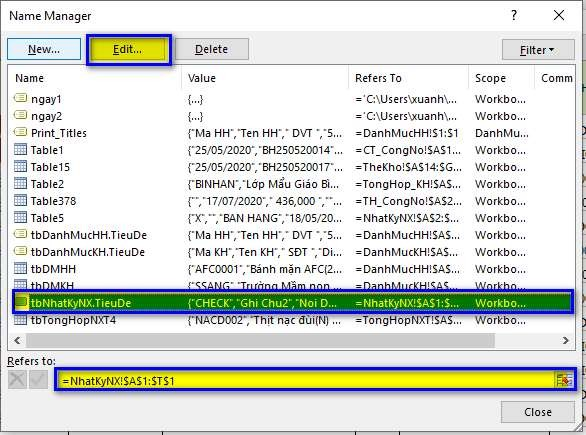 Name Manager
New... Edit... Delete Filter
Name Value Refers To Scope Comm
ngay1 {...} ='C:\Users\xuanh\... Workbo...
ngay2 {...} ='C:\Users\xuanh\... Workbo...
Print_Titles {"Ma HH","Ten HH"," DVT ","5... =DanhMucHH!$1:$1 DanhMu...
Table1 {"25/05/2020","BH250520014"... =CT_CongNo!$A$1... Workbo...
Table15 {"25/05/2020","BH250520017"... =TheKho!$A$14:$G... Workbo...
Table2 {"BINHAN","Lớp Mẩu Giáo Bì... =TongHop_KH!$A$... Workbo...
Table378 {"","17/07/2020"," 436,000 ",""... =TH_CongNo!$A$1... Workbo...
Table5 {"X","","BAN HANG","18/05/20... =NhatKyNX!$A$2:$... Workbo...
tbDanhMucHH.TieuDe {"Ma HH","Ten HH"," DVT ","5... =DanhMucHH!$A$1... Workbo...
tbDanhMucKH.TieuDe {"Ma KH","Ten KH"," SĐT ","Di... =DanhMucKH!$A$1... Workbo...
tbDMHH {"AFC0001","Bánh mặn AFC(2... =DanhMucHH!$A$2... Workbo...
tbDMKH {"SSANG","Trường Mầm non ... =DanhMucKH!$A$2... Workbo...
tbNhatKyNX.TieuDe {"CHECK","Ghi Chu2","Noi D... =NhatKyNX!$A$1:$... Workbo...
tbTongHopNXT4 {"NACD002","Thịt nạc đùi(N) ... =TongHopNXT!$A$... Workbo...
Refers to:
=NhatKyNX!$A$1:$T$1
Close